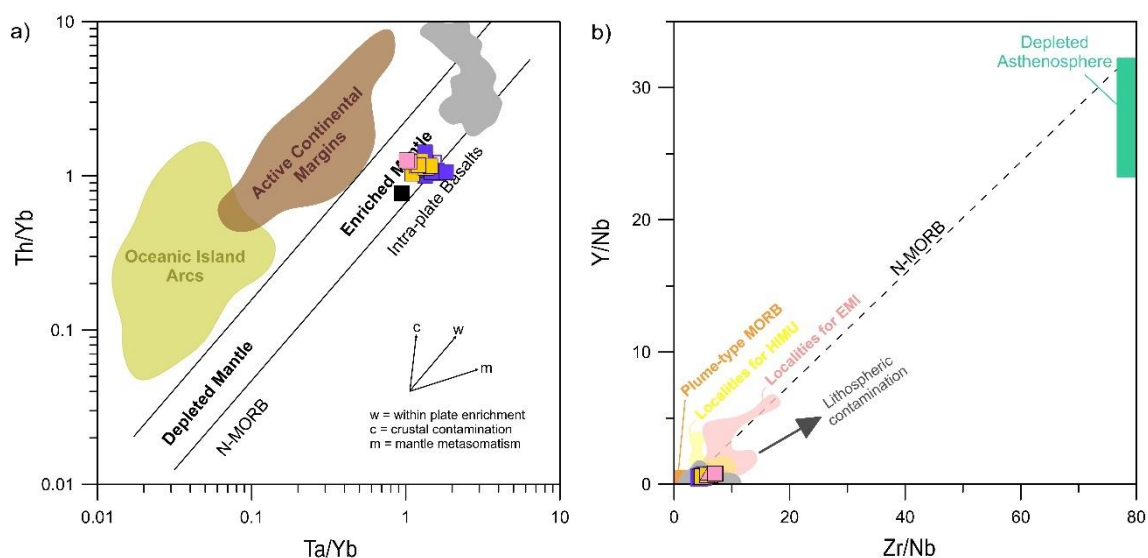 a)
10
1
0.1
0.01
Th/Yb
Active Continental
Margins
Oceanic Island
Arcs
Enriched Mantle
Intra-plate Basalts
Depleted Mantle
N-MORB
c
w
m
w = within plate enrichment
c = crustal contamination
m = mantle metasomatism
0.01
0.1
1
10
Ta/Yb
b)
30
20
10
0
Y/Nb
Depleted
Asthenosphere
N-MORB
Plume-type MORB
Localities for HIMU
Localities for EMI
Lithospheric
contamination
0
20
40
60
80
Zr/Nb